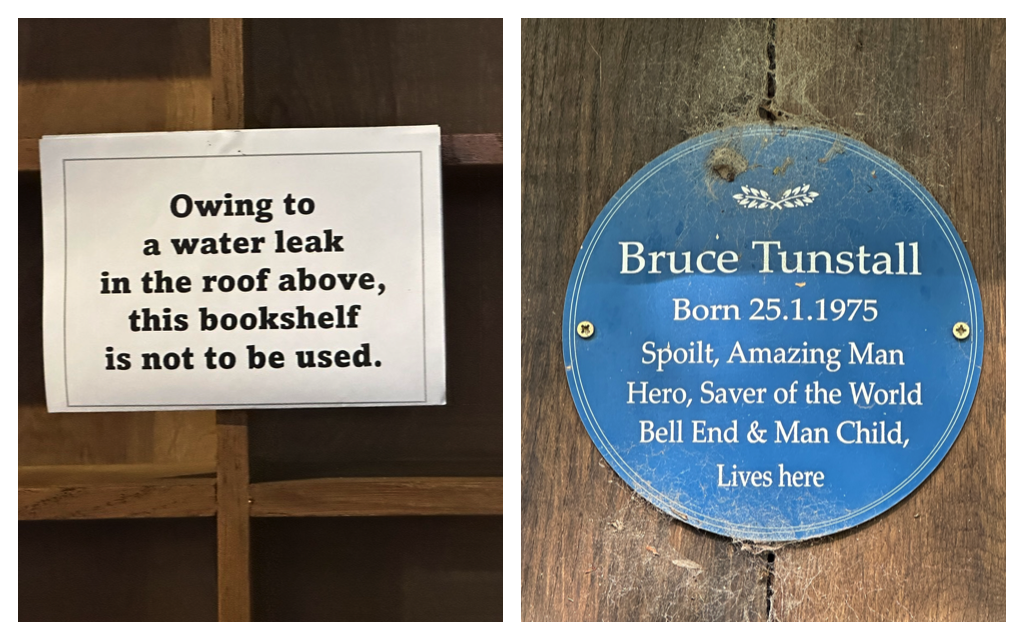 Owing to
a water leak
in the roof above,
this bookshelf
is not to be used.
Bruce Tunstall
Born 25.1.1975
Spoilt, Amazing Man
Hero, Saver of the World
Bell End & Man Child,
Lives here